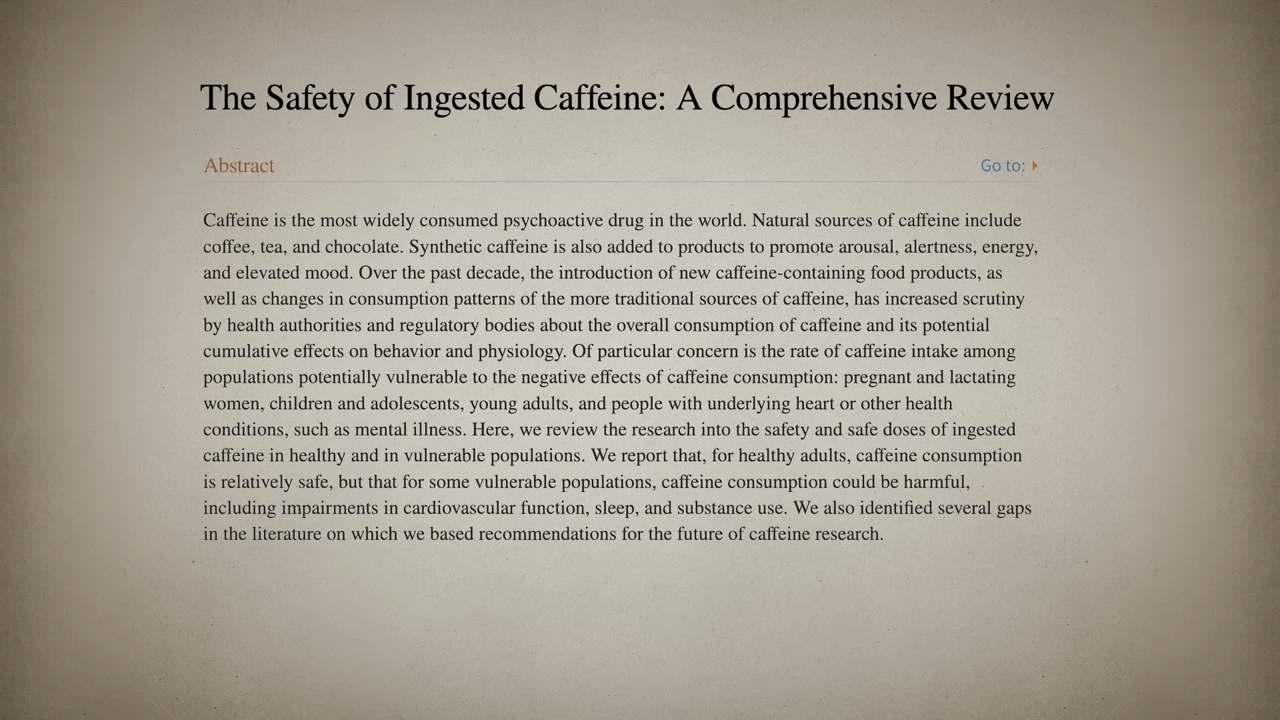 The Safety of Ingested Caffeine: A Comprehensive Review
Abstract
Go to:
Caffeine is the most widely consumed psychoactive drug in the world. Natural sources of caffeine include
coffee, tea, and chocolate. Synthetic caffeine is also added to products to promote arousal, alertness, energy,
and elevated mood. Over the past decade, the introduction of new caffeine-containing food products, as
well as changes in consumption patterns of the more traditional sources of caffeine, has increased scrutiny
by health authorities and regulatory bodies about the overall consumption of caffeine and its potential
cumulative effects on behavior and physiology. Of particular concern is the rate of caffeine intake among
populations potentially vulnerable to the negative effects of caffeine consumption: pregnant and lactating
women, children and adolescents, young adults, and people with underlying heart or other health
conditions, such as mental illness. Here, we review the research into the safety and safe doses of ingested
caffeine in healthy and in vulnerable populations. We report that, for healthy adults, caffeine consumption
is relatively safe, but that for some vulnerable populations, caffeine consumption could be harmful,
including impairments in cardiovascular function, sleep, and substance use. We also identified several gaps
in the literature on which we based recommendations for the future of caffeine research.